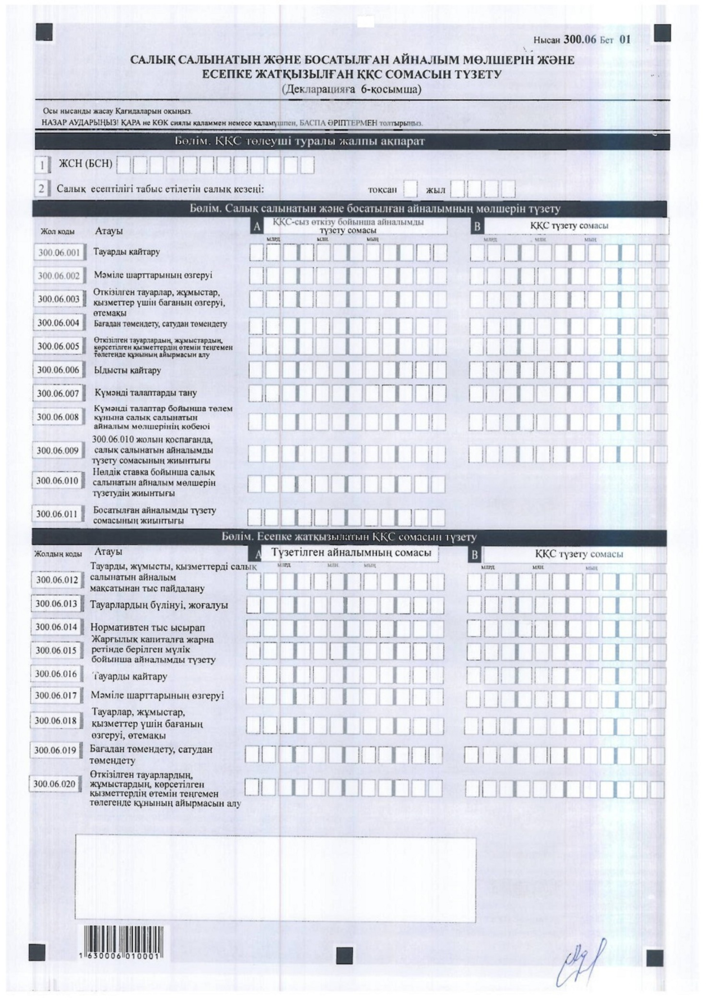 Нысан 300.06 Бет 01
САЛЫҚ САЛЫНАТЫН ЖӘНЕ БОСАТЫЛҒАН АЙНАЛЫМ МӨЛШЕРІН ЖӘНЕ
ЕСЕПКЕ ЖАТҚЫЗЫЛҒАН ҚҚС СОМАСЫН ТҮЗЕТУ
(Декларацияға 6-қосымша)
Осы нысанды жасау Қағидаларын оқыңыз.
НАЗАР АУДАРЫҢЫЗ! ҚАРА не КӨК сиялы қаламмен немесе қаламұшпен, БАСПА ӘРІПТЕРМЕН толтырыңыз.
Бөлім. ҚҚС төлеуші туралы жалпы ақпарат
1 ЖСН (БСН)
2 Салық есептілігі табыс етілетін салық кезеңі: тоқсан жыл
Бөлім. Салық салынатын және босатылған айналымның мөлшерін түзету
Жол коды Атауы A ҚҚС-сыз өткізу бойынша айналымды түзету сомасы B ҚҚС түзету сомасы
млрд. млн. мың млрд. млн. мың
300.06.001 Тауарды қайтару
300.06.002 Мәміле шарттарының өзгеруі
300.06.003 Өткізілген тауарлар, жұмыстар,
қызметтер үшін бағаның өзгеруі,
өтемақы
300.06.004 Бағадан төмендету, сатудан төмендету
300.06.005 Өткізілген тауарлардың, жұмыстардың,
көрсетілген қызметтердің өтемін теңгемен
төлегенде құнының айырмасын алу
300.06.006 Ыдысты қайтару
300.06.007 Күмәнді талаптарды тану
300.06.008 Күмәнді талаптар бойынша төлем
құнына салық салынатын
айналым мөлшерінің көбеюі
300.06.009 300.06.010 жолын қоспағанда,
салық салынатын айналымды
түзету сомасының жиынтығы
300.06.010 Нөлдік ставка бойынша салық
салынатын айналым мөлшерін
түзетудің жиынтығы
300.06.011 Босатылған айналымды түзету
сомасының жиынтығы
Бөлім. Есепке жатқызылатын ҚҚС сомасын түзету
Жолдың коды Атауы A Түзетілген айналымның сомасы B ҚҚС түзету сомасы
млрд. млн. мың млрд. млн. мың
300.06.012 Тауарды, жұмысты, қызметтерді салық
салынатын айналым
мақсатынан тыс пайдалану
300.06.013 Тауарлардың бүлінуі, жоғалуы
300.06.014 Нормативтен тыс ысырап
300.06.015 Жарғылық капиталға жарна
ретінде берілген мүлік
бойынша айналымды түзету
300.06.016 Тауарды қайтару
300.06.017 Мәміле шарттарының өзгеруі
300.06.018 Тауарлар, жұмыстар,
қызметтер үшін бағаның
өзгеруі, өтемақы
300.06.019 Бағадан төмендету, сатудан
төмендету
300.06.020 Өткізілген тауарлардың,
жұмыстардың, көрсетілген
қызметтердің өтемін теңгемен
төлегенде құнының айырмасын алу
1 630006 010001